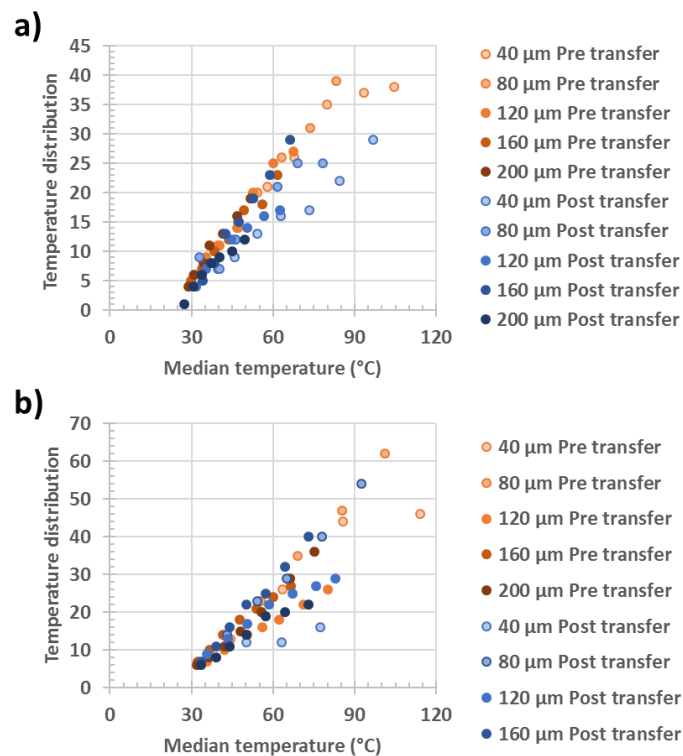 a)
Temperature distribution
45
40
35
30
25
20
15
10
5
0
0 30 60 90 120
Median temperature (°C)
40 μm Pre transfer
80 μm Pre transfer
120 μm Pre transfer
160 μm Pre transfer
200 μm Pre transfer
40 μm Post transfer
80 μm Post transfer
120 μm Post transfer
160 μm Post transfer
200 μm Post transfer
b)
Temperature distribution
70
60
50
40
30
20
10
0
0 30 60 90 120
Median temperature (°C)
40 μm Pre transfer
80 μm Pre transfer
120 μm Pre transfer
160 μm Pre transfer
200 μm Pre transfer
40 μm Post transfer
80 μm Post transfer
120 μm Post transfer
160 μm Post transfer